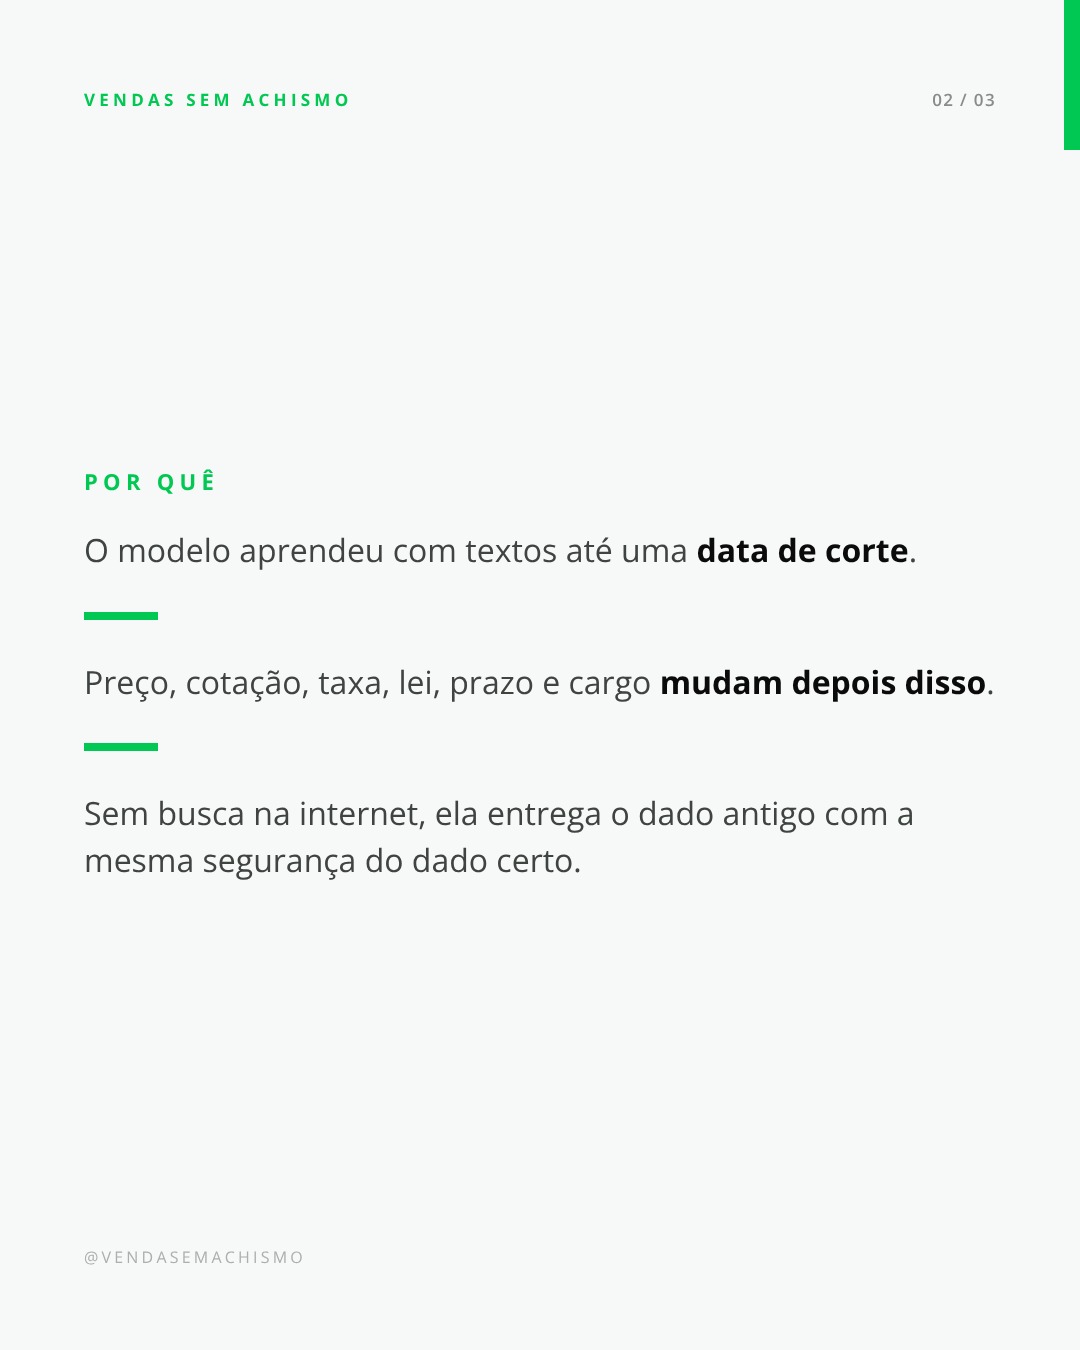 VENDAS SEM ACHISMO
02 / 03
POR QUÊ
O modelo aprendeu com textos até uma data de corte.
Preço, cotação, taxa, lei, prazo e cargo mudam depois disso.
Sem busca na internet, ela entrega o dado antigo com a
mesma segurança do dado certo.
@VENDASEMACHISMO